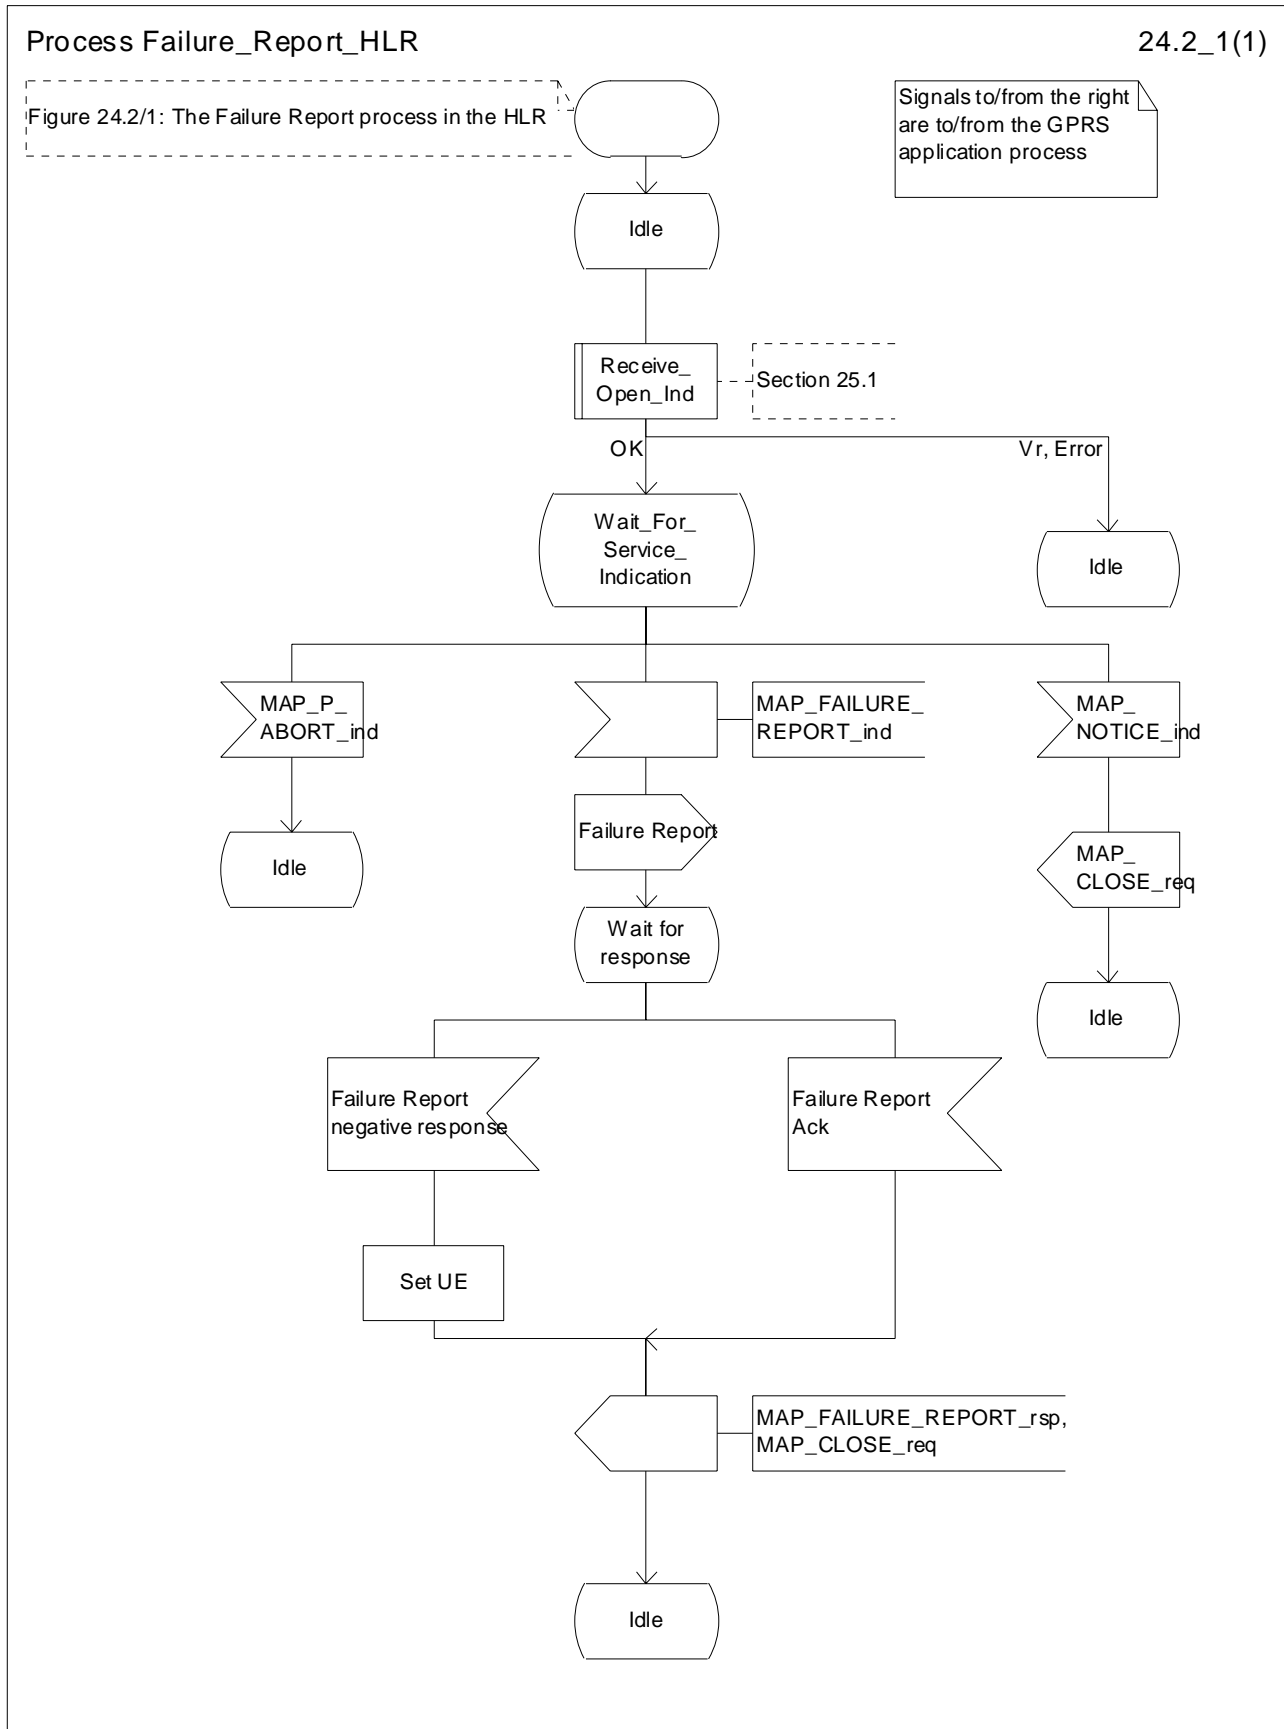 Process Failure_Report_HLR
24.2_1(1)
Figure 24.2/1: The Failure Report process in the HLR
Signals to/from the right
are to/from the GPRS
application process
Idle
Receive_
Open_Ind
Section 25.1
OK
Vr, Error
Wait_For_
Service_
Indication
Idle
MAP_P_
ABORT_ind
MAP_FAILURE_
REPORT_ind
MAP_
NOTICE_ind
Failure Report
Idle
MAP_
CLOSE_req
Wait for
response
Idle
Failure Report
negative response
Failure Report
Ack
Set UE
MAP_FAILURE_REPORT_rsp,
MAP_CLOSE_req
Idle